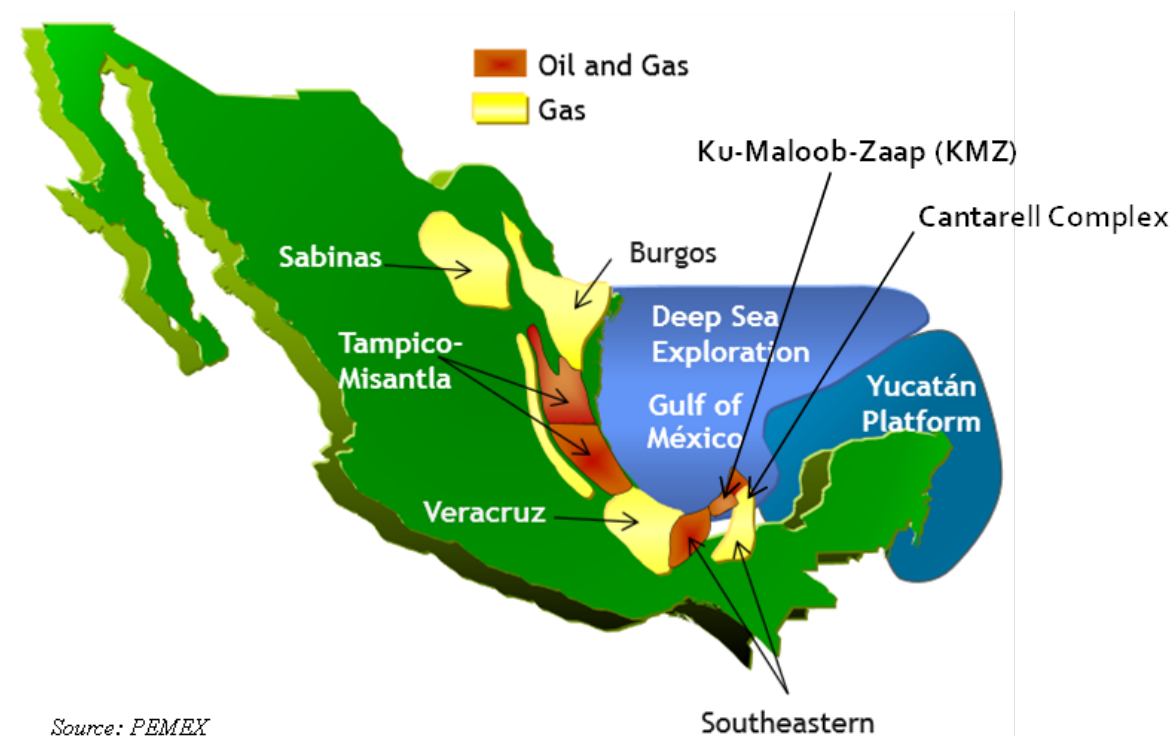 Oil and Gas
Gas
Ku-Maloob-Zaap (KMZ)
Cantarell Complex
Sabinas
Burgos
Deep Sea
Exploration
Tampico-
Misantla
Gulf of
México
Yucatán
Platform
Veracruz
Southeastern
Source: PEMEX